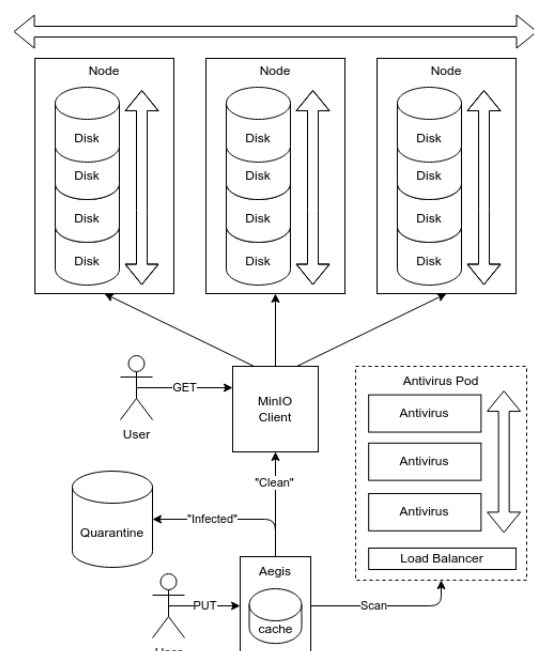 Node
Node
Node
Disk
Disk
Disk
Disk
Disk
Disk
Disk
Disk
Disk
Disk
Disk
Disk
GET
User
MinIO
Client
Antivirus Pod
Antivirus
Antivirus
Antivirus
Load Balancer
"Clean"
"Infected"
Quarantine
Aegis
cache
PUT
Scan